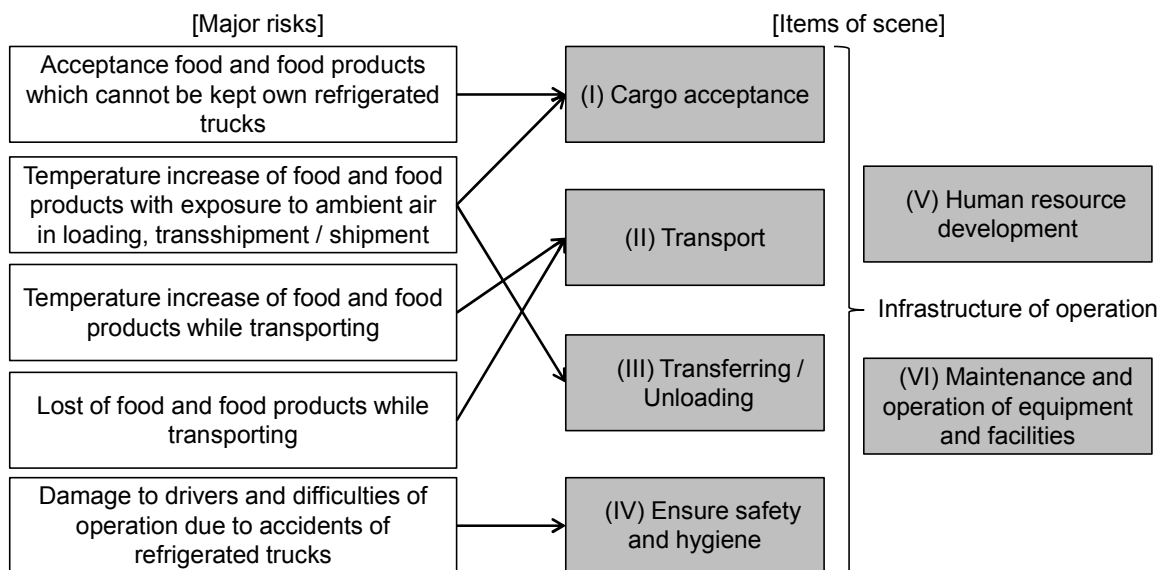 [Major risks]
Acceptance food and food products
which cannot be kept own refrigerated
trucks
Temperature increase of food and food
products with exposure to ambient air
in loading, transshipment / shipment
Temperature increase of food and food
products while transporting
Lost of food and food products while
transporting
Damage to drivers and difficulties of
operation due to accidents of
refrigerated trucks
[Items of scene]
(I) Cargo acceptance
(II) Transport
(III) Transferring /
Unloading
(IV) Ensure safety
and hygiene
(V) Human resource
development
Infrastructure of operation
(VI) Maintenance and
operation of equipment
and facilities